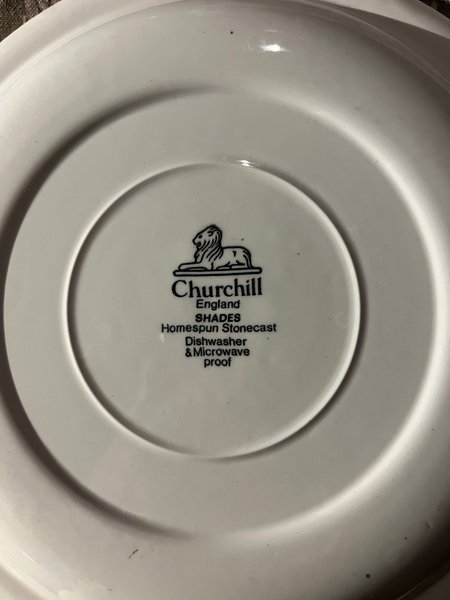 Churchill
England
SHADES
Homespun Stonecast
Dishwasher
& Microwave
proof